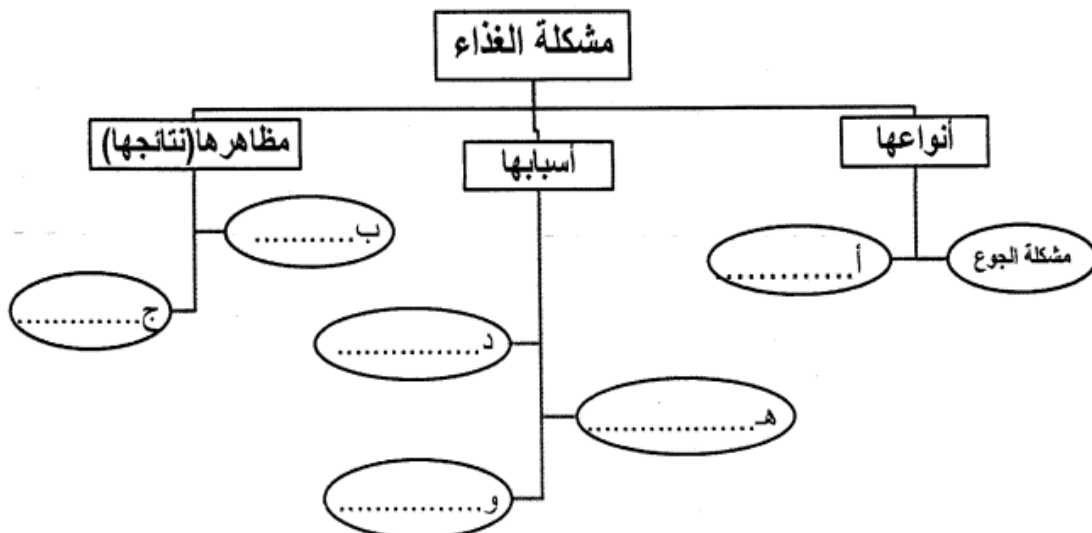 مشكلة الغذاء
أنواعها
أسبابها
مظاهرها(نتائجها)
مشكلة الجوع
أ............
ب...........
ج.............
د...............
هـ..................
و...............